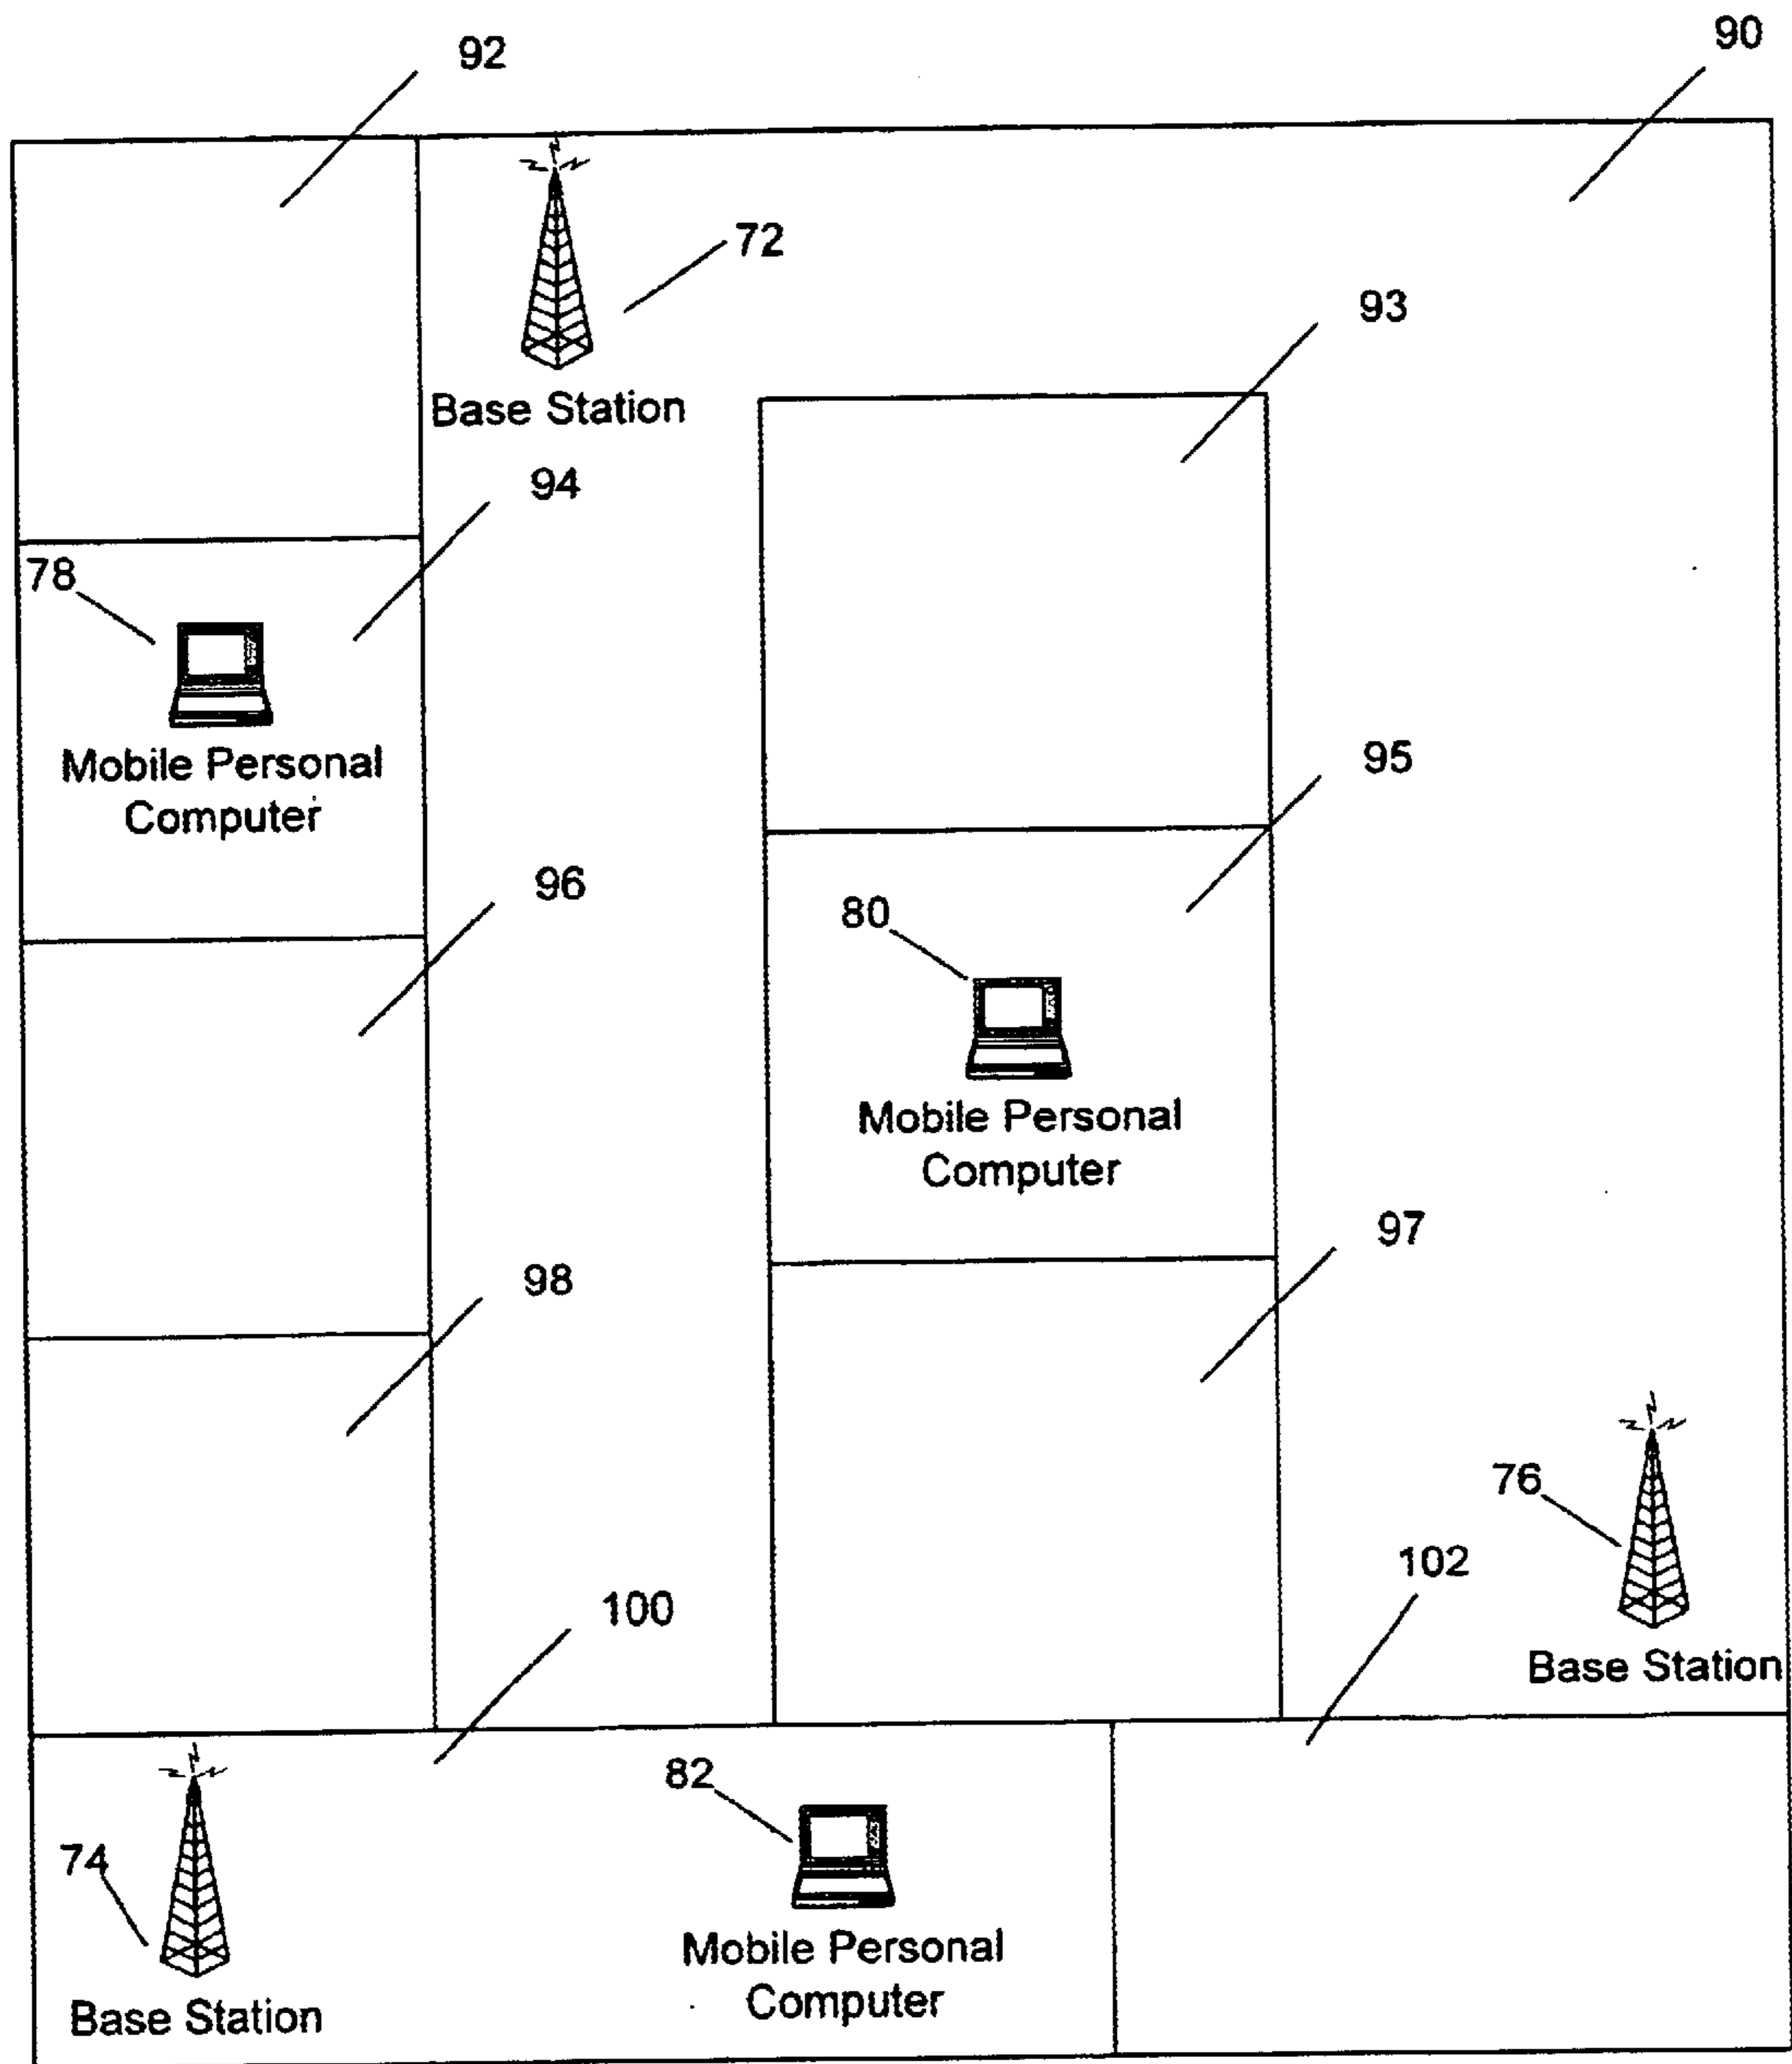 92
90
72
93
Base Station
94
78
Mobile Personal
Computer
95
96
80
Mobile Personal
Computer
97
98
76
102
100
Base Station
82
74
Mobile Personal
Computer
Base Station